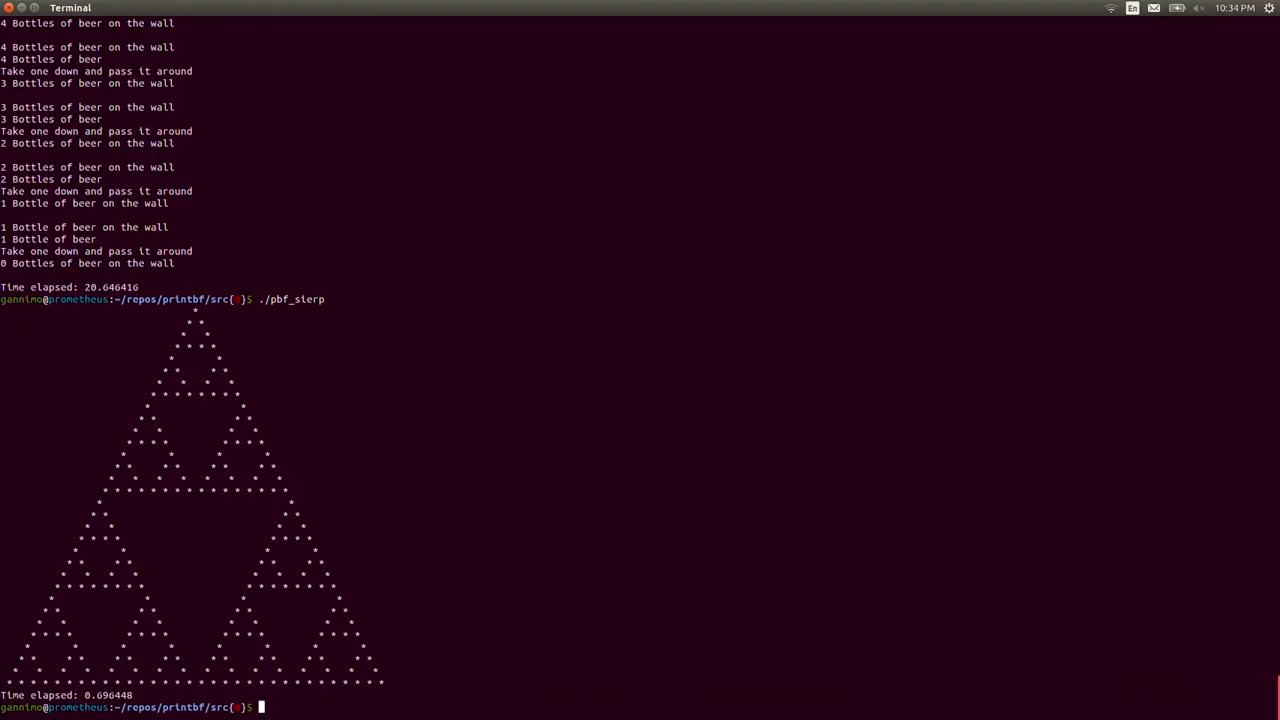 Terminal
En
10:34 PM
4 Bottles of beer on the wall
4 Bottles of beer on the wall
4 Bottles of beer
Take one down and pass it around
3 Bottles of beer on the wall
3 Bottles of beer on the wall
3 Bottles of beer
Take one down and pass it around
2 Bottles of beer on the wall
2 Bottles of beer on the wall
2 Bottles of beer
Take one down and pass it around
1 Bottle of beer on the wall
1 Bottle of beer on the wall
1 Bottle of beer
Take one down and pass it around
0 Bottles of beer on the wall
Time elapsed: 20.646416
gannimo@prometheus:~/repos/printbf/src{●}$ ./pbf_sierp
                                *
                               * *
                              *   *
                             * * * *
                            *       *
                           * *     * *
                          *   *   *   *
                         * * * * * * * *
                        *               *
                       * *             * *
                      *   *           *   *
                     * * * *         * * * *
                    *       *       *       *
                   * *     * *     * *     * *
                  *   *   *   *   *   *   *   *
                 * * * * * * * * * * * * * * * *
                *                               *
               * *                             * *
              *   *                           *   *
             * * * *                         * * * *
            *       *                       *       *
           * *     * *                     * *     * *
          *   *   *   *                   *   *   *   *
         * * * * * * * *                 * * * * * * * *
        *               *               *               *
       * *             * *             * *             * *
      *   *           *   *           *   *           *   *
     * * * *         * * * *         * * * *         * * * *
    *       *       *       *       *       *       *       *
   * *     * *     * *     * *     * *     * *     * *     * *
  *   *   *   *   *   *   *   *   *   *   *   *   *   *   *   *
 * * * * * * * * * * * * * * * * * * * * * * * * * * * * * * * *
Time elapsed: 0.696448
gannimo@prometheus:~/repos/printbf/src{●}$